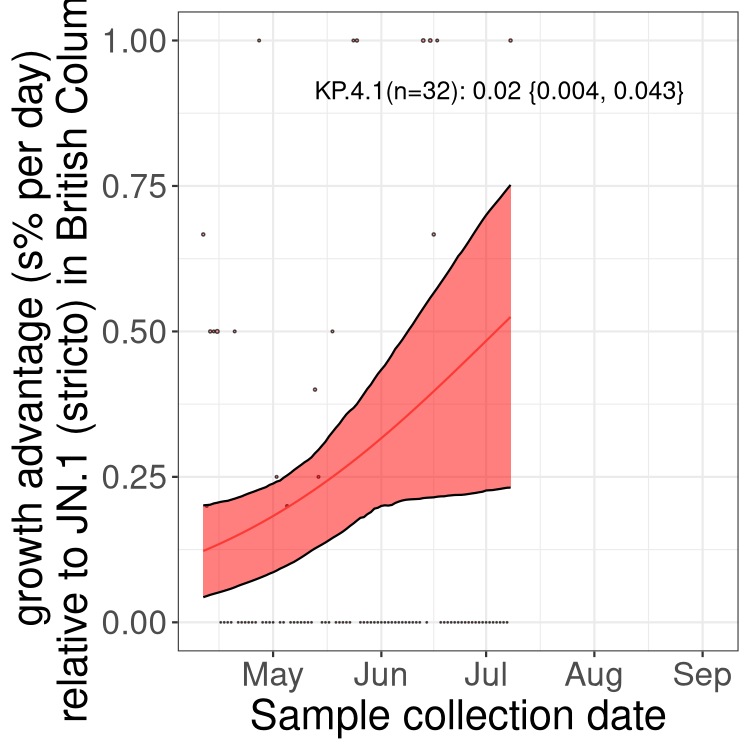 growth advantage (s% per day)
relative to JN.1 (stricto) in British Colum
1.00
0.75
0.50
0.25
0.00
KP.4.1(n=32): 0.02 {0.004, 0.043}
May Jun Jul Aug Sep
Sample collection date